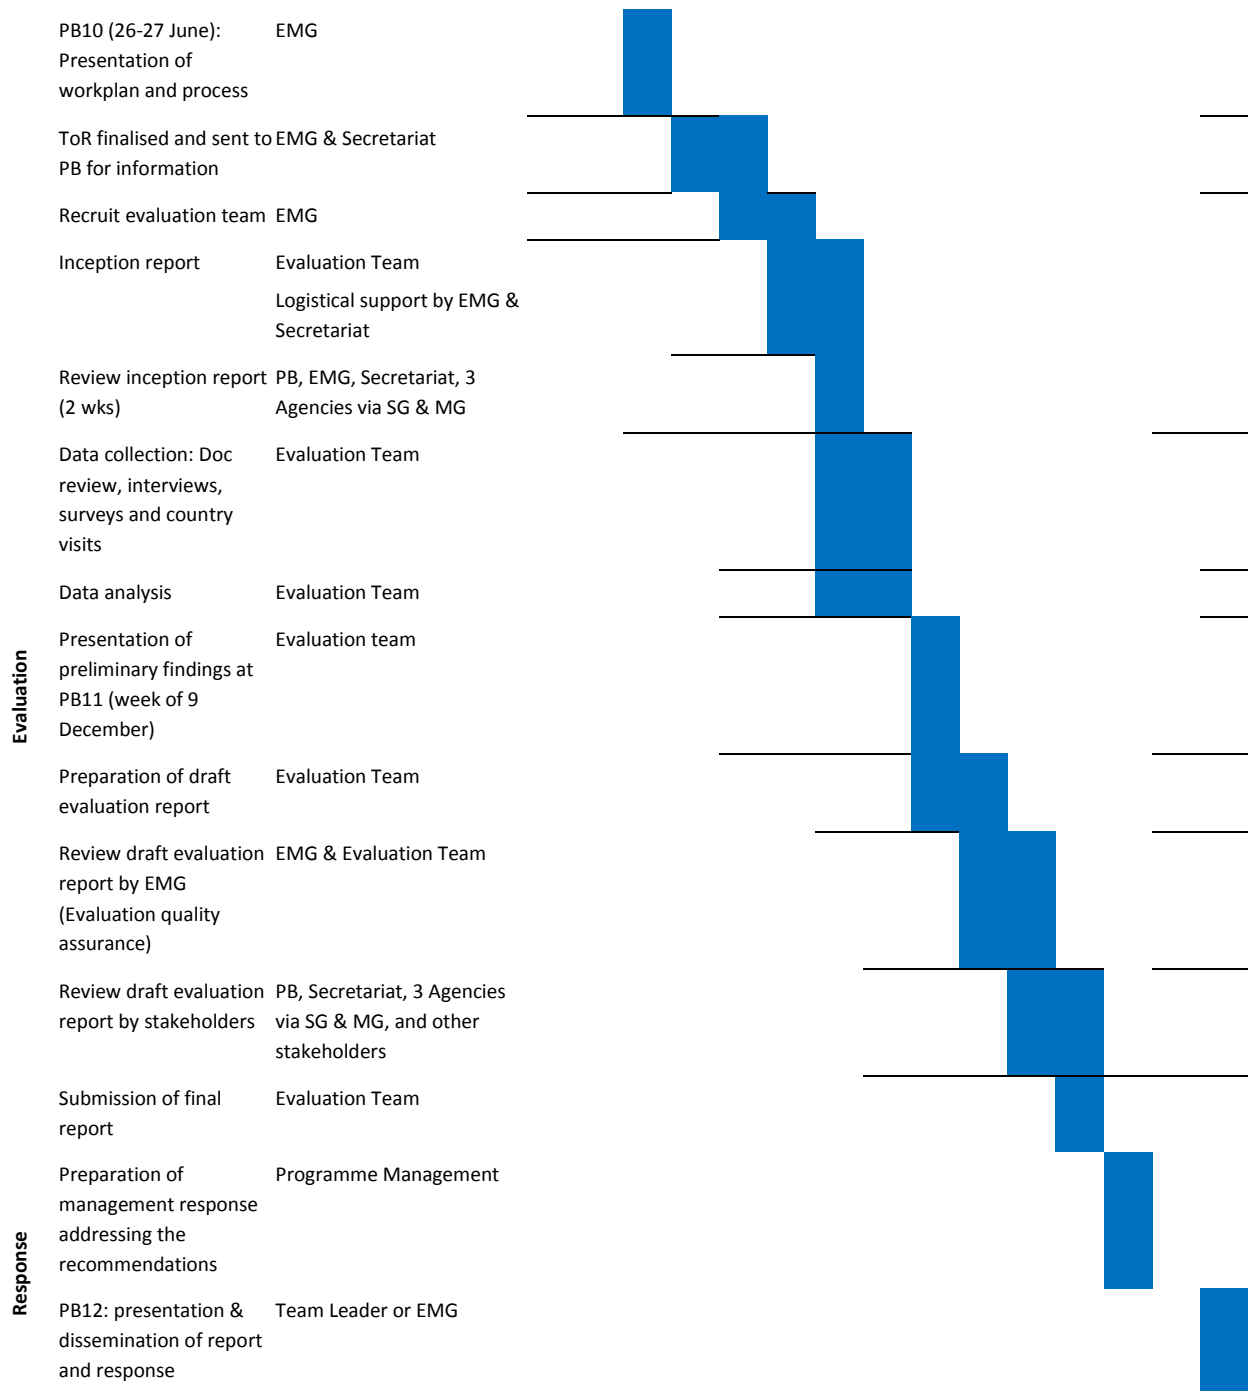 PB10 (26-27 June):
Presentation of
workplan and process
EMG
ToR finalised and sent to
PB for information
EMG & Secretariat
Recruit evaluation team
EMG
Inception report
Evaluation Team
Logistical support by EMG &
Secretariat
Review inception report
(2 wks)
PB, EMG, Secretariat, 3
Agencies via SG & MG
Data collection: Doc
review, interviews,
surveys and country
visits
Evaluation Team
Data analysis
Evaluation Team
Evaluation
Presentation of
preliminary findings at
PB11 (week of 9
December)
Evaluation team
Preparation of draft
evaluation report
Evaluation Team
Review draft evaluation
report by EMG
(Evaluation quality
assurance)
EMG & Evaluation Team
Review draft evaluation
report by stakeholders
PB, Secretariat, 3 Agencies
via SG & MG, and other
stakeholders
Submission of final
report
Evaluation Team
Response
Preparation of
management response
addressing the
recommendations
Programme Management
PB12: presentation &
dissemination of report
and response
Team Leader or EMG